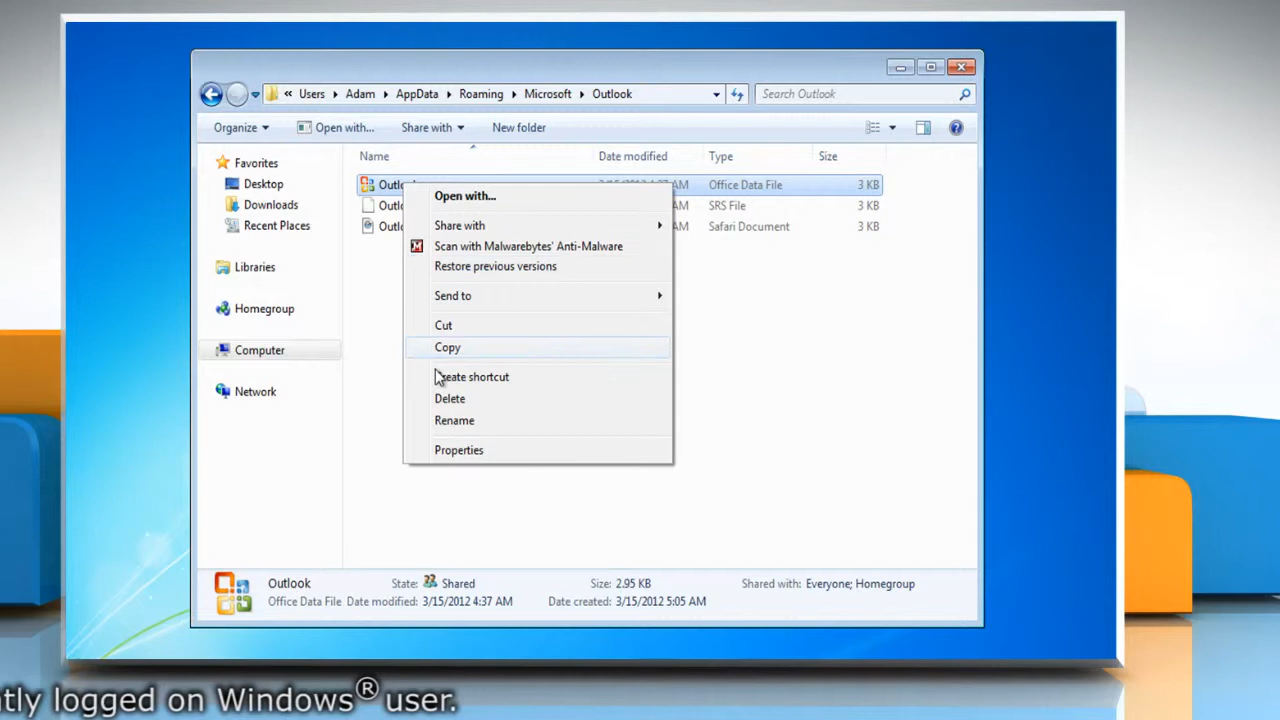 « Users ▸ Adam ▸ AppData ▸ Roaming ▸ Microsoft ▸ Outlook
Search Outlook
Organize
Open with...
Share with
New folder
Name
Date modified
Type
Size
Favorites
Desktop
Downloads
Recent Places
Libraries
Homegroup
Computer
Network
AM Office Data File 3 KB
AM SRS File 3 KB
AM Safari Document 3 KB
Open with...
Share with
Scan with Malwarebytes' Anti-Malware
Restore previous versions
Send to
Cut
Copy
shortcut
Delete
Rename
Properties
Outlook State: Shared Size: 2.95 KB Shared with: Everyone; Homegroup
Office Data File Date modified: 3/15/2012 4:37 AM Date created: 3/15/2012 5:05 AM
logged on Windows® user.